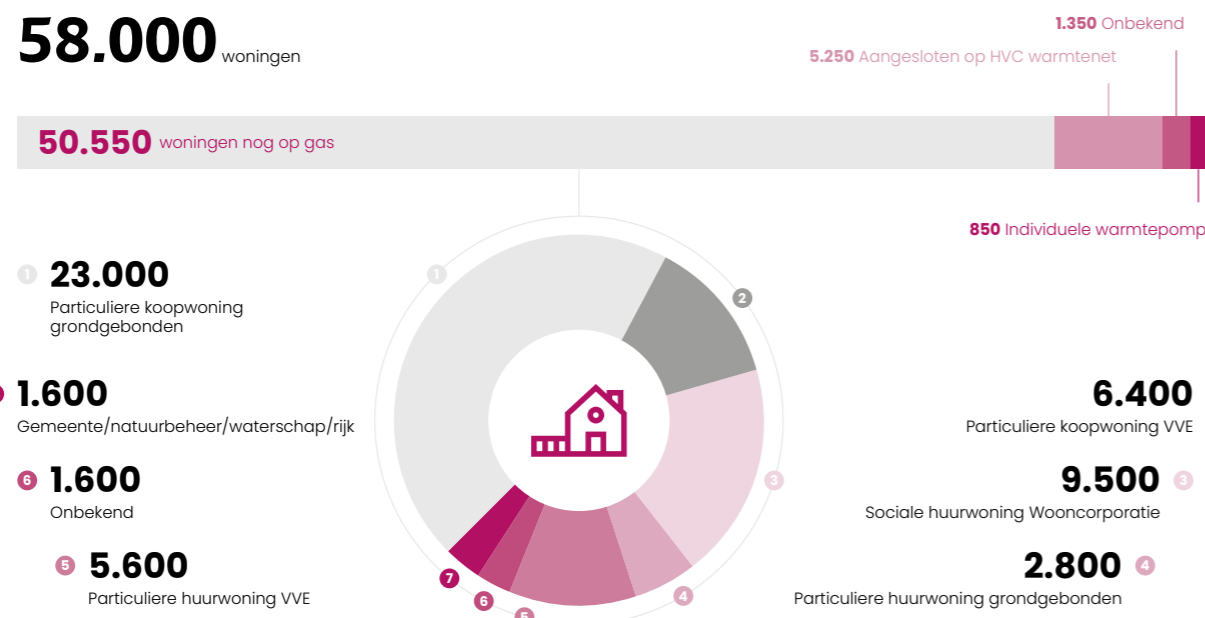 58.000 woningen
1.350 Onbekend
5.250 Aangesloten op HVC warmtenet
50.550 woningen nog op gas
850 Individuele warmtepomp
1 23.000
Particuliere koopwoning
grondgebonden
1.600
Gemeente/natuurbeheer/waterschap/rijk
6 1.600
Onbekend
5 5.600
Particuliere huurwoning VVE
1
2
3
4
5
6
7
6.400
Particuliere koopwoning VVE
9.500 3
Sociale huurwoning Wooncorporatie
2.800 4
Particuliere huurwoning grondgebonden